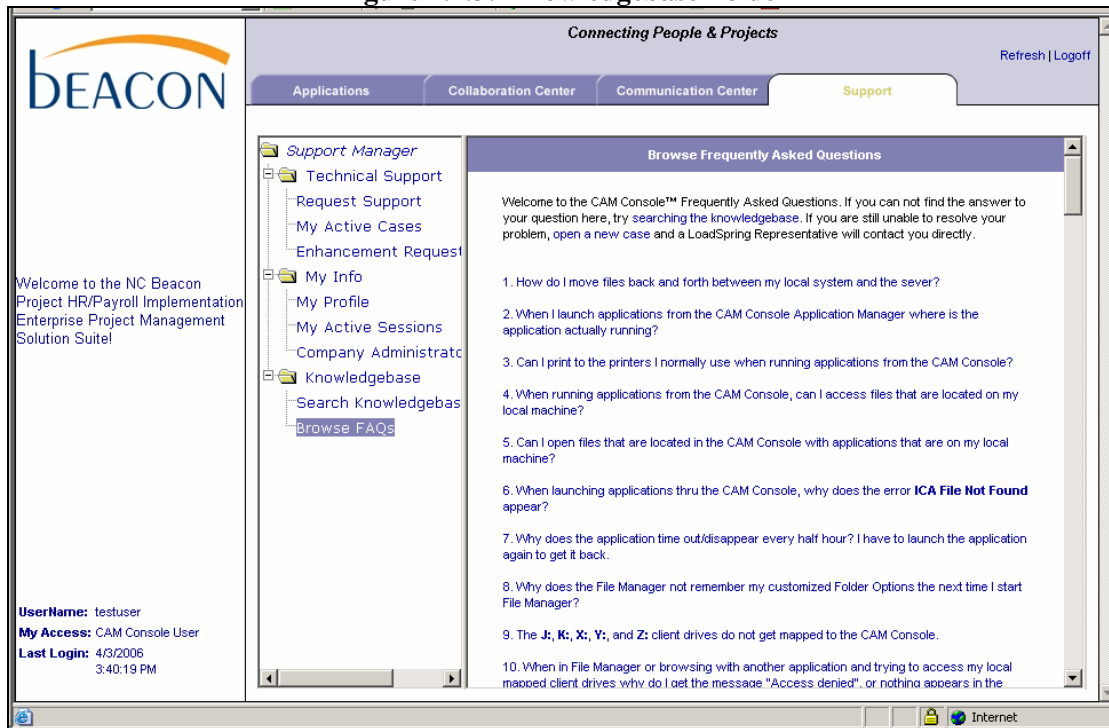 Connecting People & Projects
Refresh | Logoff
bEACON
Applications
Collaboration Center
Communication Center
Support
Support Manager
Technical Support
Request Support
My Active Cases
Enhancement Request
My Info
My Profile
My Active Sessions
Company Administrato
Knowledgebase
Search Knowledgebas
Browse FAQs
Welcome to the NC Beacon
Project HR/Payroll Implementation
Enterprise Project Management
Solution Suite!
UserName: testuser
My Access: CAM Console User
Last Login: 4/3/2006
3:40:19 PM
Browse Frequently Asked Questions
Welcome to the CAM Console™ Frequently Asked Questions. If you can not find the answer to
your question here, try searching the knowledgebase. If you are still unable to resolve your
problem, open a new case and a LoadSpring Representative will contact you directly.
1. How do I move files back and forth between my local system and the sever?
2. When I launch applications from the CAM Console Application Manager where is the
application actually running?
3. Can I print to the printers I normally use when running applications from the CAM Console?
4. When running applications from the CAM Console, can I access files that are located on my
local machine?
5. Can I open files that are located in the CAM Console with applications that are on my local
machine?
6. When launching applications thru the CAM Console, why does the error ICA File Not Found
appear?
7. Why does the application time out/disappear every half hour? I have to launch the application
again to get it back.
8. Why does the File Manager not remember my customized Folder Options the next time I start
File Manager?
9. The J:, K:, X:, Y:, and Z: client drives do not get mapped to the CAM Console.
10. When in File Manager or browsing with another application and trying to access my local
mapped client drives why do I get the message "Access denied", or nothing appears in the
Internet